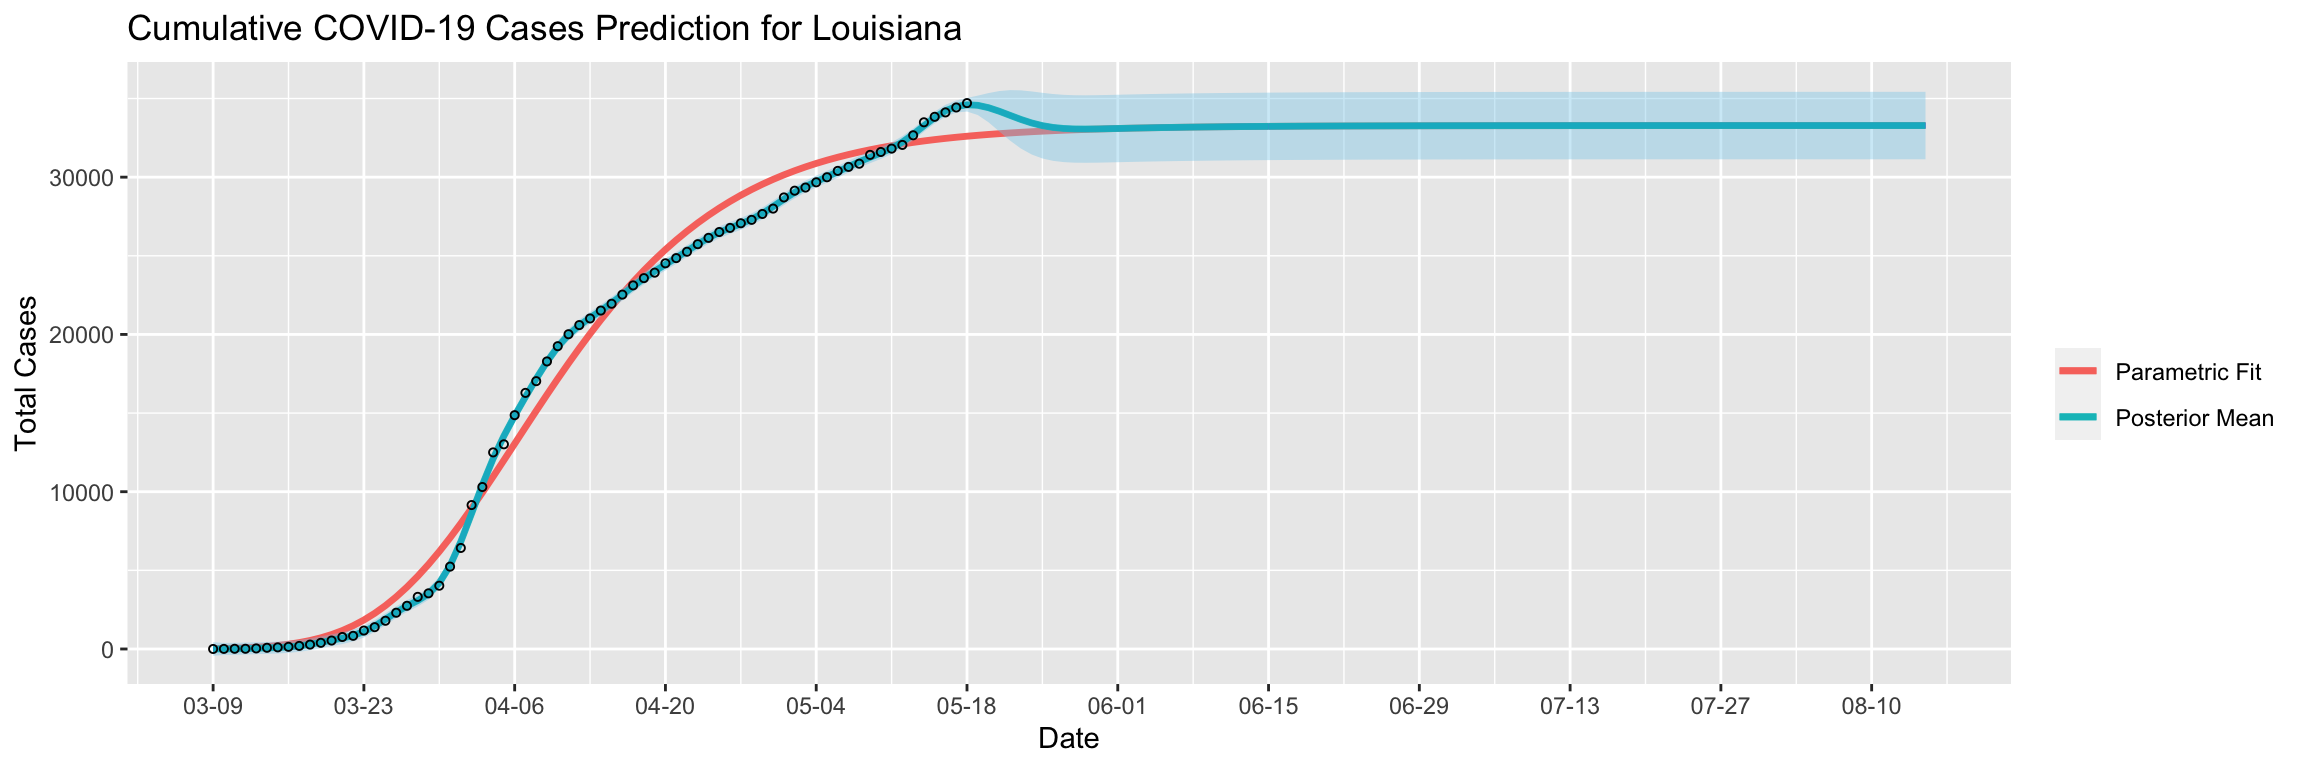 Cumulative COVID-19 Cases Prediction for Louisiana
Total Cases
30000
20000
10000
0
03-09 03-23 04-06 04-20 05-04 05-18 06-01 06-15 06-29 07-13 07-27 08-10
Date
Parametric Fit
Posterior Mean